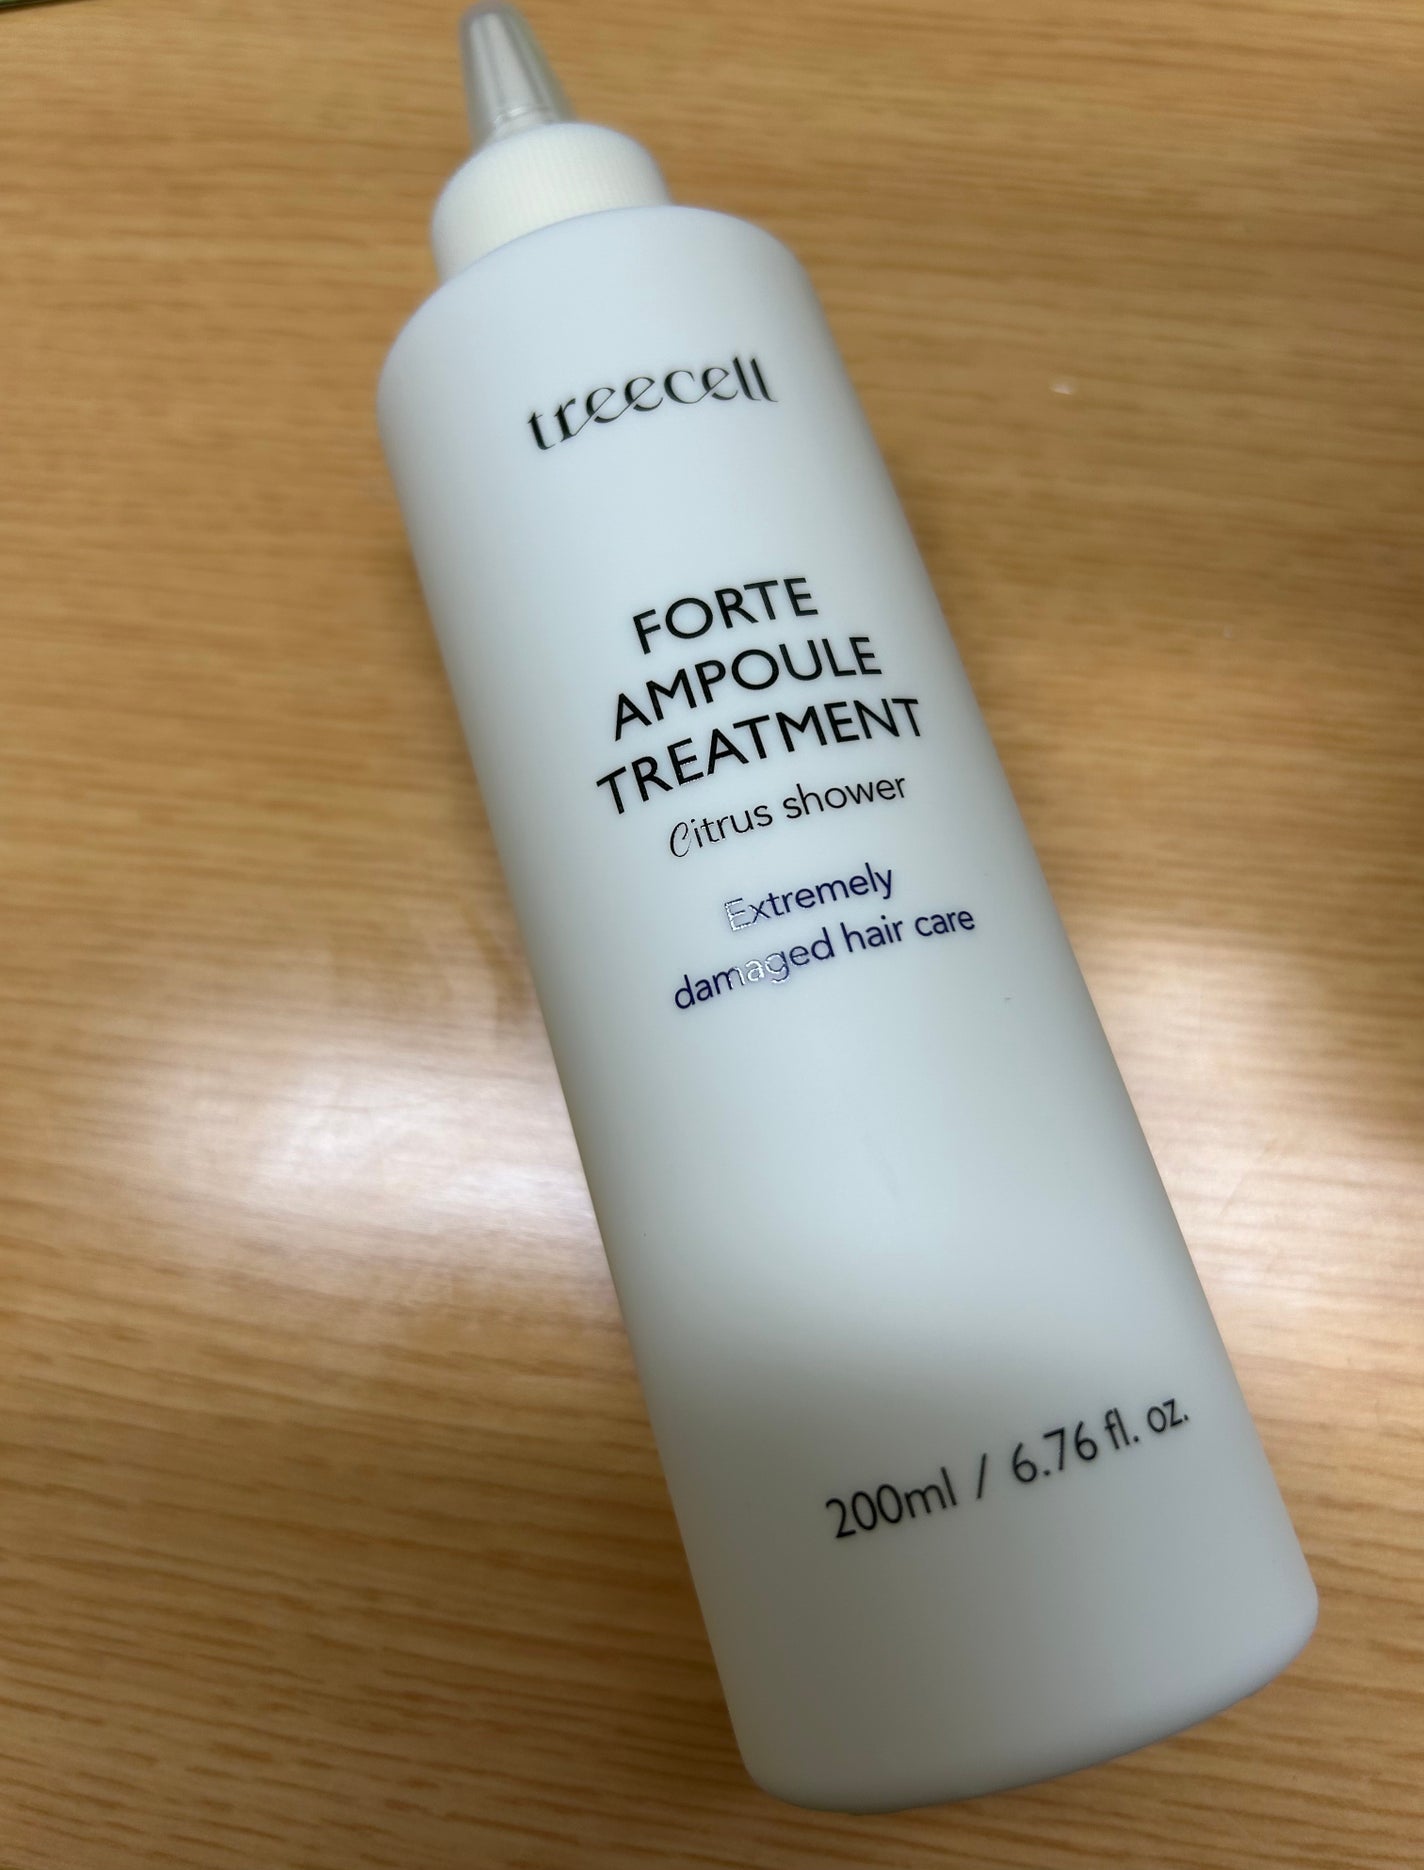 treecell
FORTE
AMPOULE
TREATMENT
Citrus shower
Extremely
damaged hair care
200ml / 6.76 fl. oz.